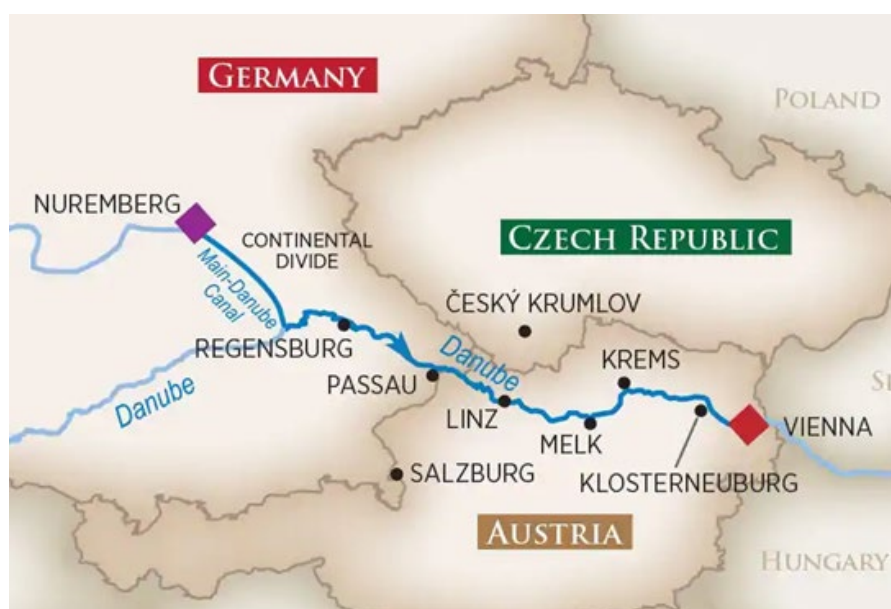 GERMANY
POLAND
NUREMBERG
CONTINENTAL
DIVIDE
Main-Danube
Canal
CZECH REPUBLIC
ČESKÝ KRUMLOV
REGENSBURG
Danube
KREMS
PASSAU
Danube
LINZ
MELK
VIENNA
SALZBURG
KLOSTERNEUBURG
AUSTRIA
HUNGARY